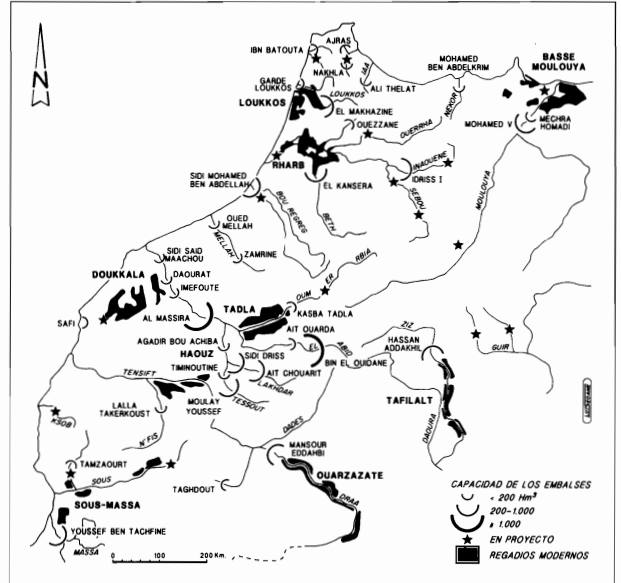 N
AJRAS
IBN BATOUTA
NAKHLA
IAA
ALI THELAT
MOHAMED
BEN ABDELKRIM
BASSE
MOULOUYA
GARDE
LOUKKOS
LOUKKOS
LOUKKOS
EL MAKHAZINE
NEKOR
MOHAMED V
MECHRA
HOMADI
OUEZZANE
OUERRHA
RHARB
INAOUENE
IDRISS I
SIDI MOHAMED
BEN ABDELLAH
EL KANSERA
SEBOU
MOULOUYA
BOU REGREG
BETH
OUED
MELLAH
MELLAH
ZAMRINE
SIDI SAID
MAACHOU
DAOURAT
IMEFOUTE
DOUKKALA
OUM
ER
RBIA
SAFI
AL MASSIRA
TADLA
KASBA TADLA
AIT OUARDA
AGADIR BOU ACHIBA
EL
ABID
ZIZ
HASSAN
ADDAKHIL
GUIR
HAOUZ
SIDI DRISS
BIN EL OUIDANE
TIMINOUTINE
AIT CHOUARIT
TENSIFT
LAKHDAR
LALLA
TAKERKOUST
MOULAY
YOUSSEF
TESSOUT
TAFILALT
DAOURA
KSOB
N'FIS
DADES
MANSOUR
EDDAHBI
TAMZAOURT
SOUS
TAGHDOUT
OUARZAZATE
DRAA
SOUS-MASSA
YOUSSEF BEN TACHFINE
MASSA
0 100 200 Km.
CAPACIDAD DE LOS EMBALSES
< 200 Hm³
200-1.000
≥ 1.000
EN PROYECTO
REGADIOS MODERNOS